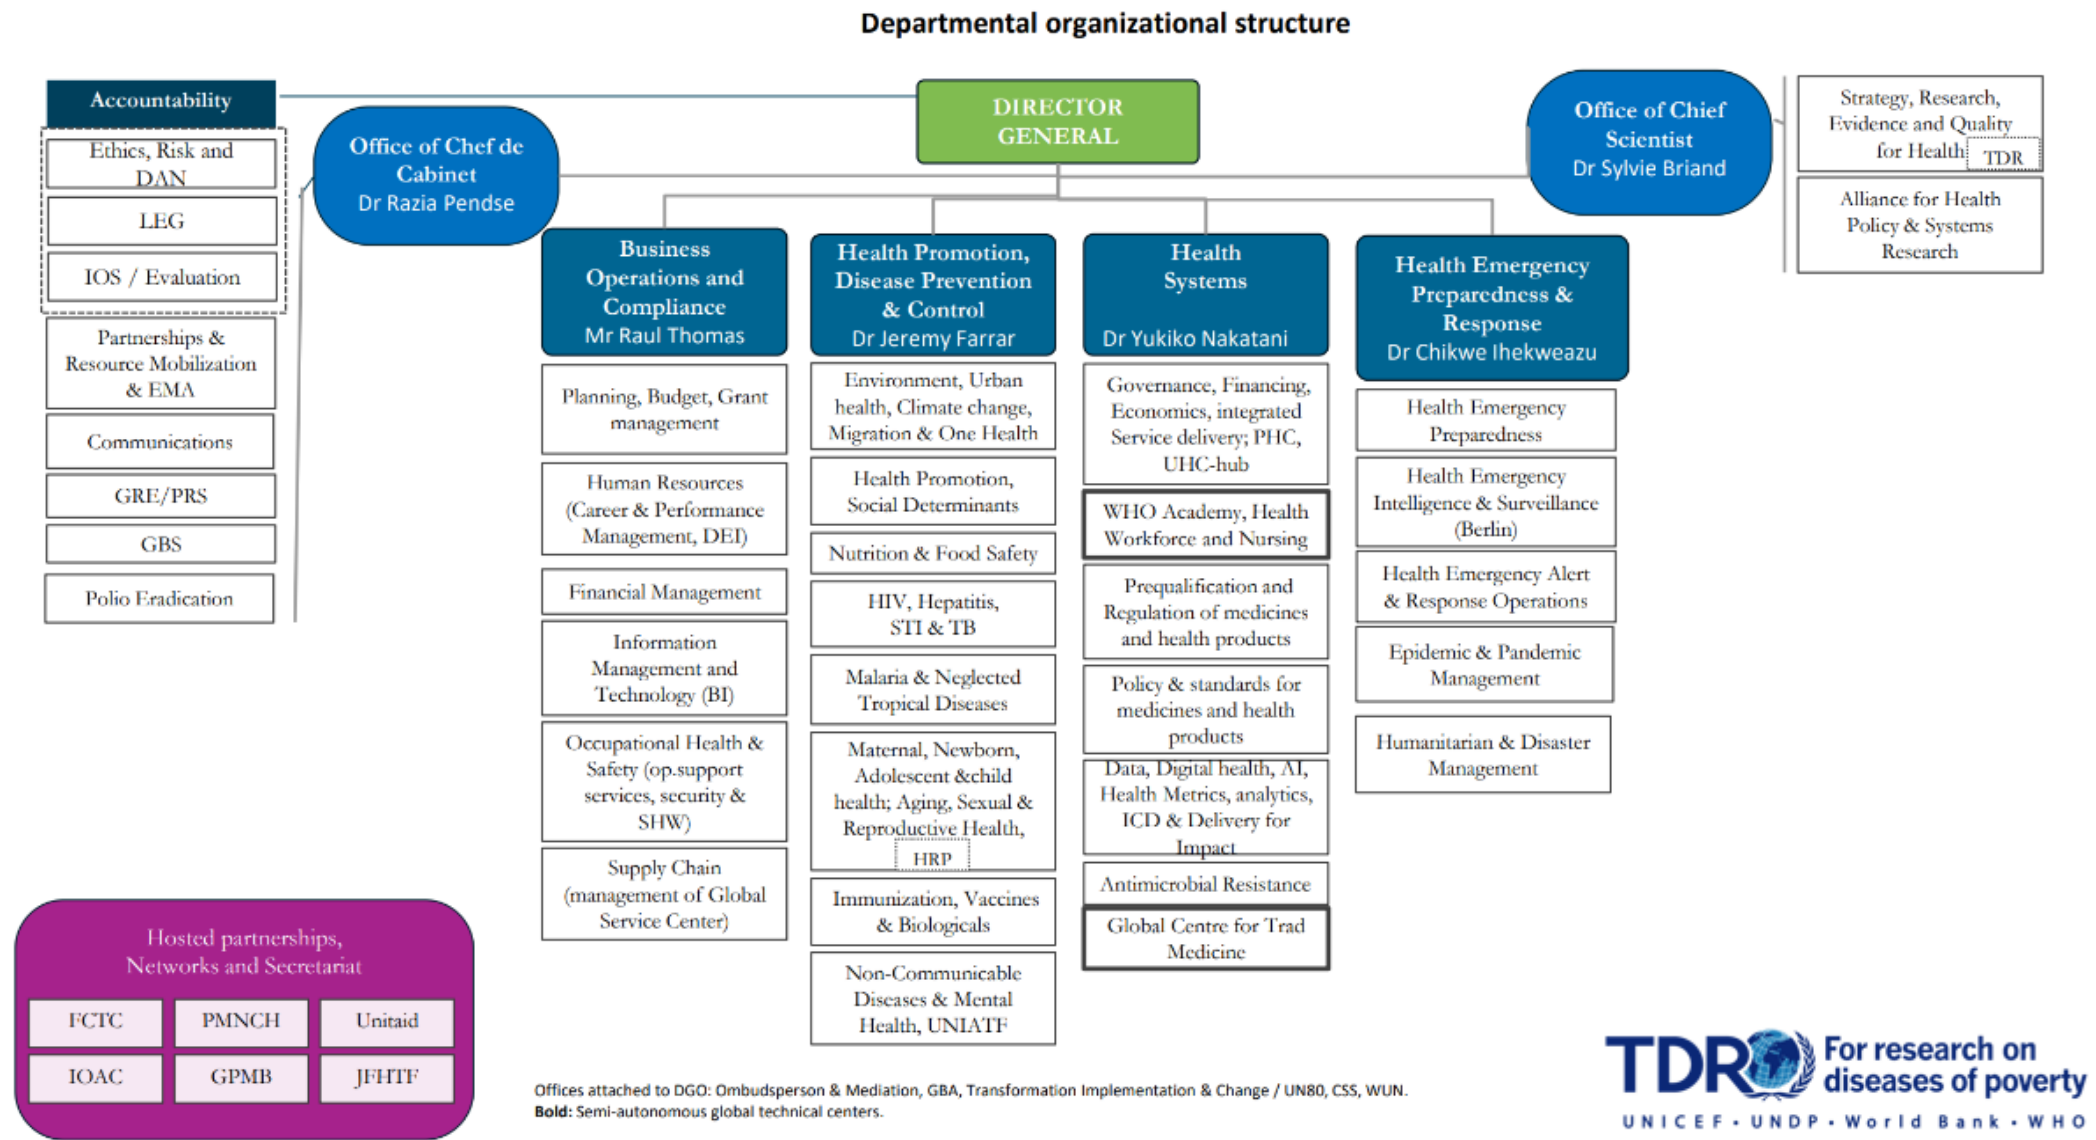 Departmental organizational structure
Accountability
Ethics, Risk and
DAN
LEG
IOS / Evaluation
Partnerships &
Resource Mobilization
& EMA
Communications
GRE/PRS
GBS
Polio Eradication
Office of Chef de
Cabinet
Dr Razia Pendse
DIRECTOR
GENERAL
Office of Chief
Scientist
Dr Sylvie Briand
Strategy, Research,
Evidence and Quality
for Health
TDR
Alliance for Health
Policy & Systems
Research
Business
Operations and
Compliance
Mr Raul Thomas
Planning, Budget, Grant
management
Human Resources
(Career & Performance
Management, DEI)
Financial Management
Information
Management and
Technology (BI)
Occupational Health &
Safety (op.support
services, security &
SHW)
Supply Chain
(management of Global
Service Center)
Health Promotion,
Disease Prevention
& Control
Dr Jeremy Farrar
Environment, Urban
health, Climate change,
Migration & One Health
Health Promotion,
Social Determinants
Nutrition & Food Safety
HIV, Hepatitis,
STI & TB
Malaria & Neglected
Tropical Diseases
Maternal, Newborn,
Adolescent &child
health; Aging, Sexual &
Reproductive Health,
HRP
Immunization, Vaccines
& Biologicals
Non-Communicable
Diseases & Mental
Health, UNIATF
Health
Systems
Dr Yukiko Nakatani
Governance, Financing,
Economics, integrated
Service delivery; PHC,
UHC-hub
WHO Academy, Health
Workforce and Nursing
Prequalification and
Regulation of medicines
and health products
Policy & standards for
medicines and health
products
Data, Digital health, AI,
Health Metrics, analytics,
ICD & Delivery for
Impact
Antimicrobial Resistance
Global Centre for Trad
Medicine
Health Emergency
Preparedness &
Response
Dr Chikwe Ihekweazu
Health Emergency
Preparedness
Health Emergency
Intelligence & Surveillance
(Berlin)
Health Emergency Alert
& Response Operations
Epidemic & Pandemic
Management
Humanitarian & Disaster
Management
Hosted partnerships,
Networks and Secretariat
FCTC
PMNCH
Unitaid
IOAC
GPMB
JFHTF
Offices attached to DGO: Ombudsperson & Mediation, GBA, Transformation Implementation & Change / UN80, CSS, WUN.
Bold: Semi-autonomous global technical centers.
TDR
For research on
diseases of poverty
UNICEF • UNDP • World Bank • WHO